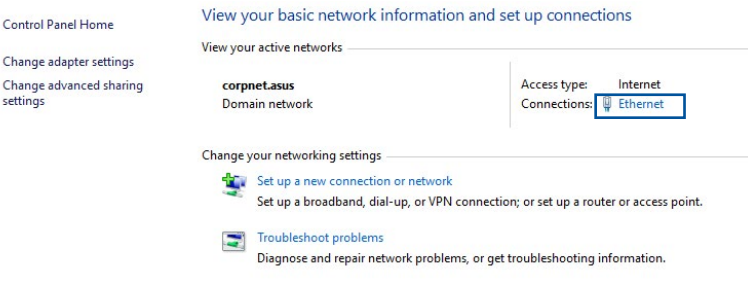 Control Panel Home
Change adapter settings
Change advanced sharing
settings
View your basic network information and set up connections
View your active networks
corpnet.asus
Domain network
Access type: Internet
Connections: Ethernet
Change your networking settings
Set up a new connection or network
Set up a broadband, dial-up, or VPN connection; or set up a router or access point.
Troubleshoot problems
Diagnose and repair network problems, or get troubleshooting information.